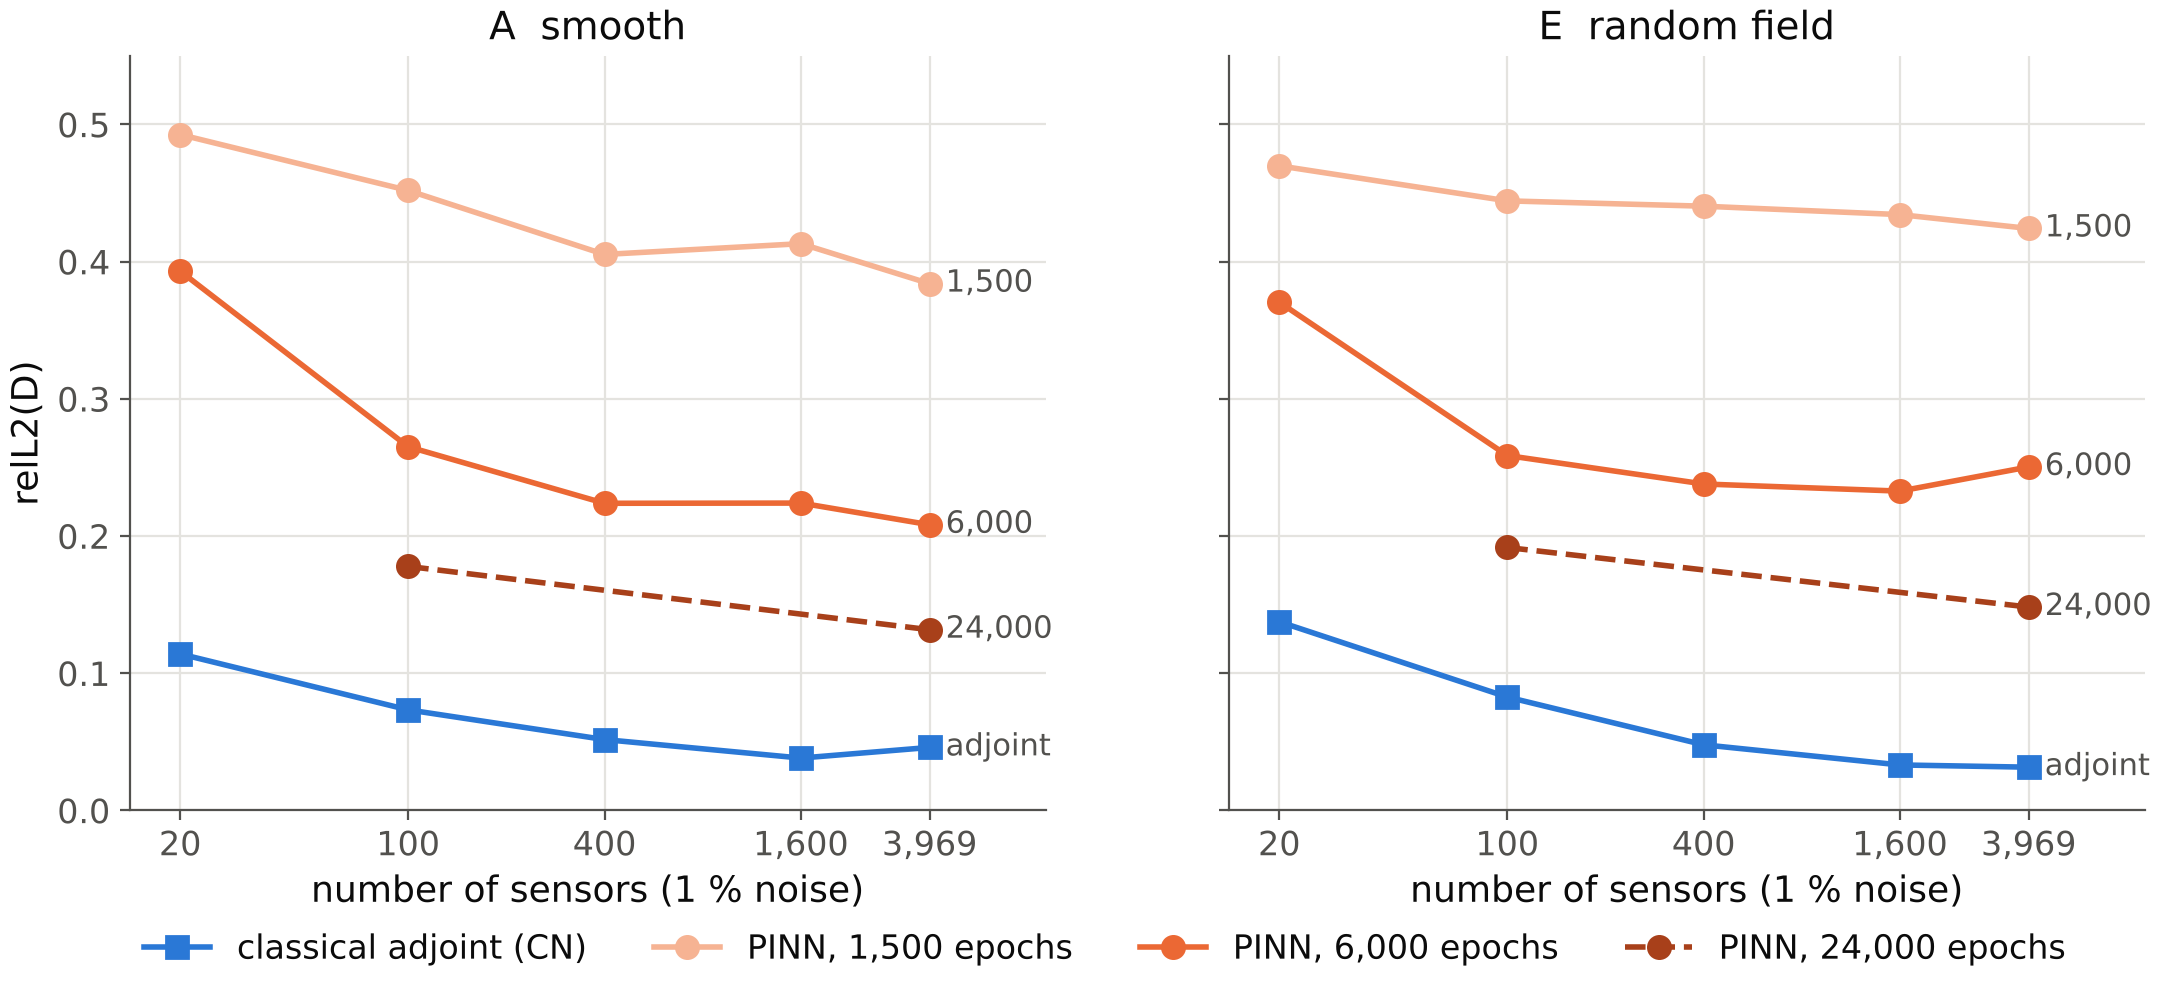 A smooth
E random field
relL2(D)
0.5
0.4
0.3
0.2
0.1
0.0
1,500
6,000
24,000
adjoint
1,500
6,000
24,000
adjoint
20 100 400 1,600 3,969
20 100 400 1,600 3,969
number of sensors (1 % noise)
number of sensors (1 % noise)
classical adjoint (CN)
PINN, 1,500 epochs
PINN, 6,000 epochs
PINN, 24,000 epochs